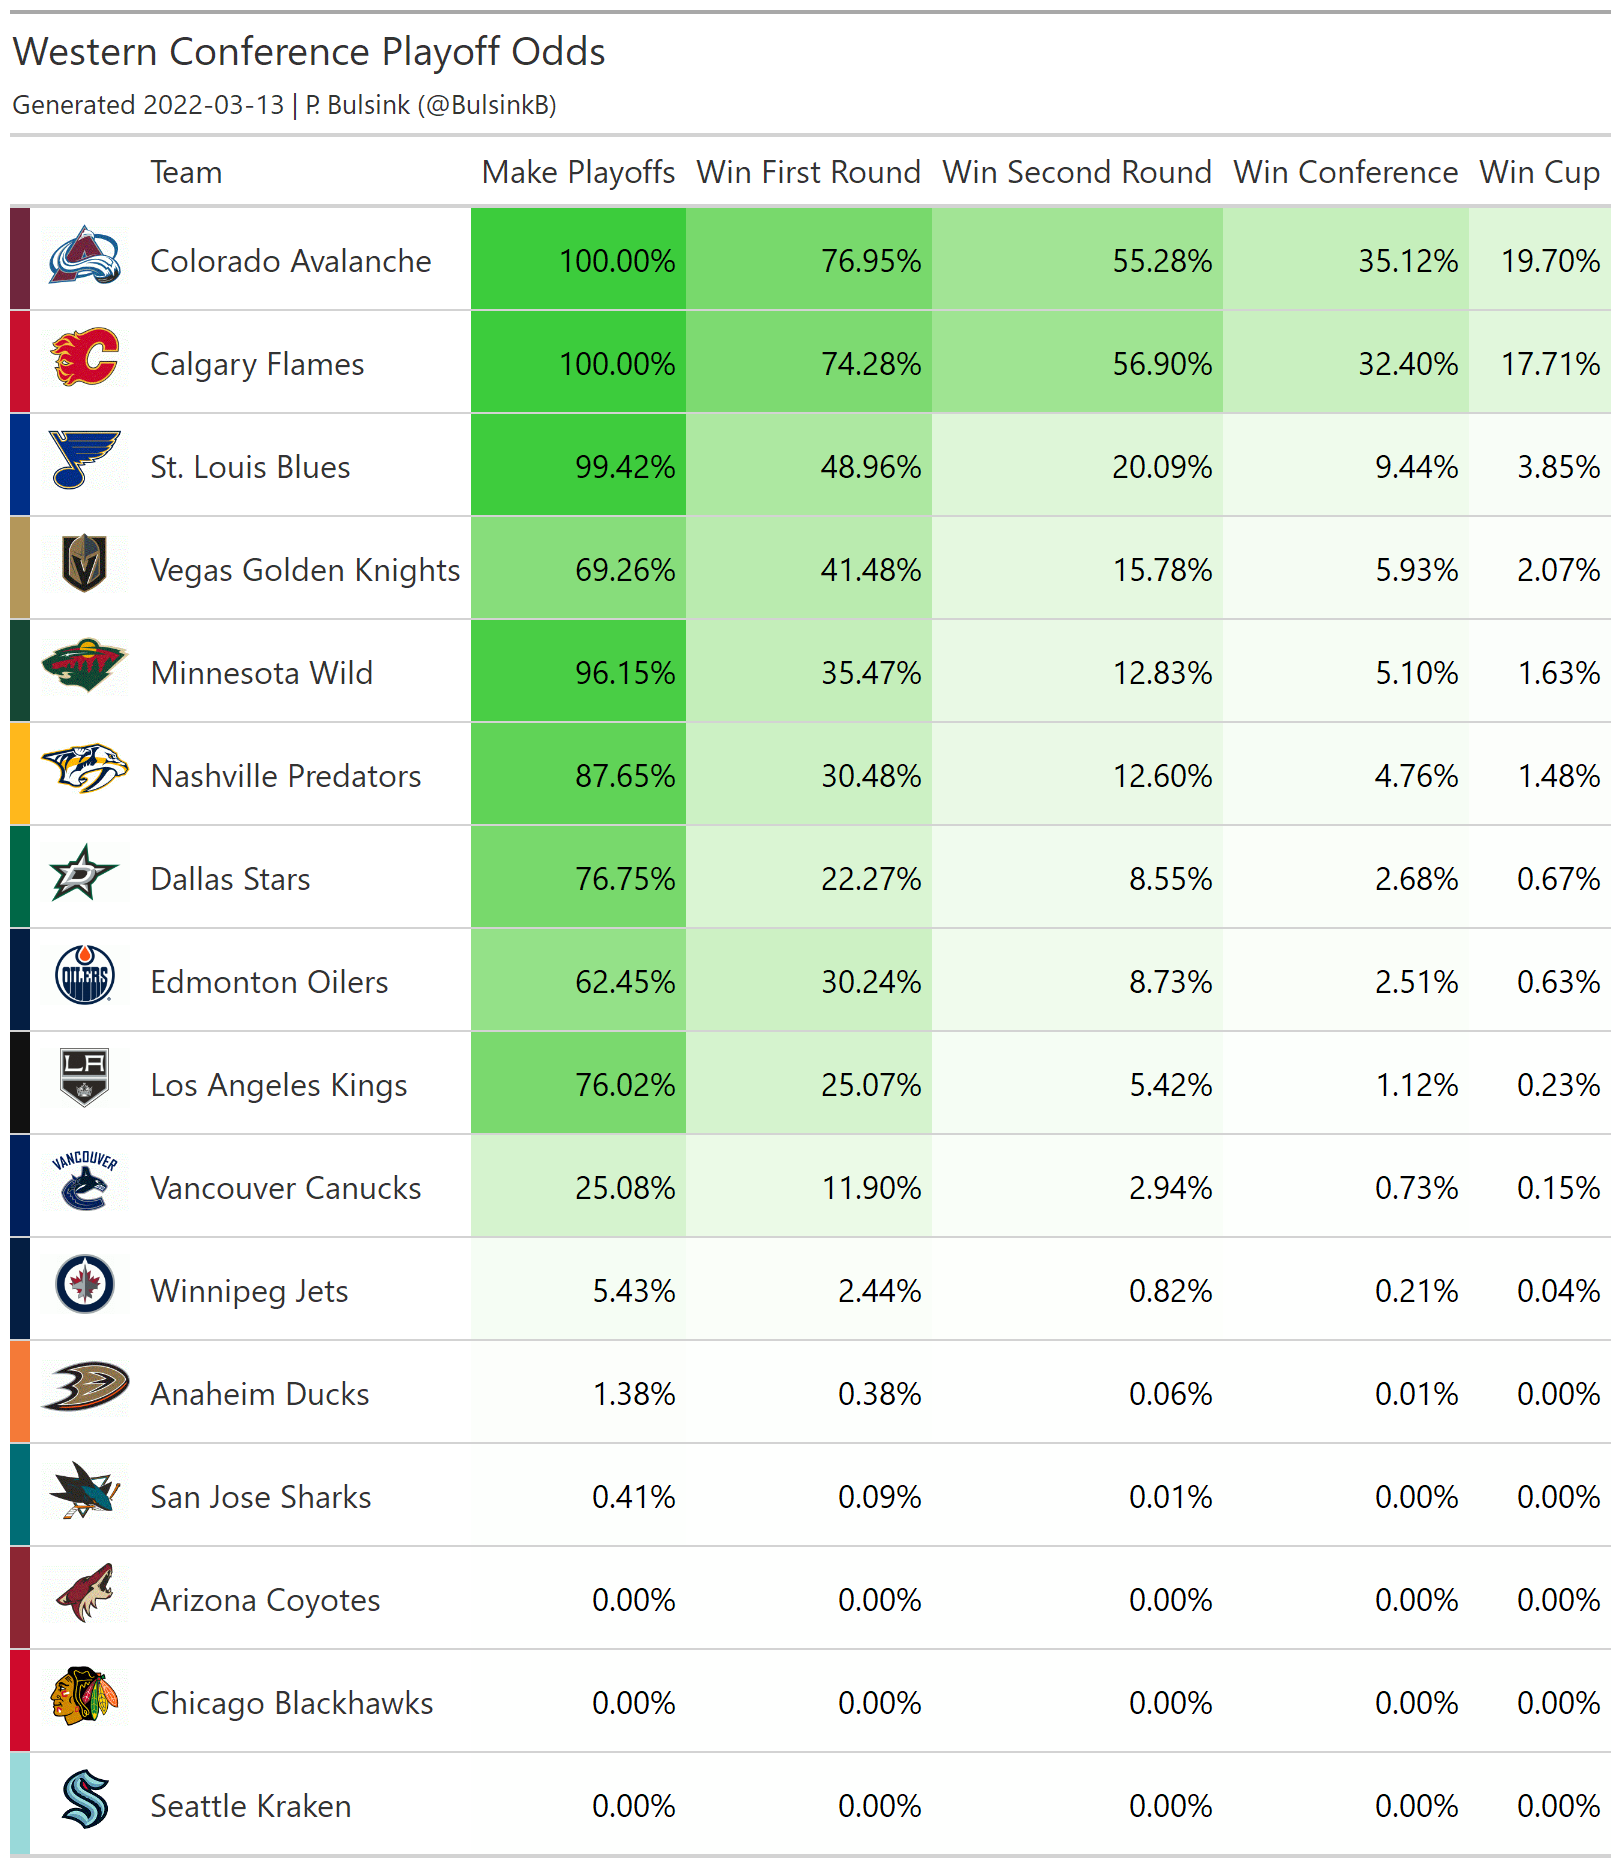 Western Conference Playoff Odds
Generated 2022-03-13 | P. Bulsink (@BulsinkB)
Team Make Playoffs Win First Round Win Second Round Win Conference Win Cup
Colorado Avalanche 100.00% 76.95% 55.28% 35.12% 19.70%
Calgary Flames 100.00% 74.28% 56.90% 32.40% 17.71%
St. Louis Blues 99.42% 48.96% 20.09% 9.44% 3.85%
Vegas Golden Knights 69.26% 41.48% 15.78% 5.93% 2.07%
Minnesota Wild 96.15% 35.47% 12.83% 5.10% 1.63%
Nashville Predators 87.65% 30.48% 12.60% 4.76% 1.48%
Dallas Stars 76.75% 22.27% 8.55% 2.68% 0.67%
OILERS Edmonton Oilers 62.45% 30.24% 8.73% 2.51% 0.63%
LA Los Angeles Kings 76.02% 25.07% 5.42% 1.12% 0.23%
VANCOUVER Vancouver Canucks 25.08% 11.90% 2.94% 0.73% 0.15%
Winnipeg Jets 5.43% 2.44% 0.82% 0.21% 0.04%
Anaheim Ducks 1.38% 0.38% 0.06% 0.01% 0.00%
San Jose Sharks 0.41% 0.09% 0.01% 0.00% 0.00%
Arizona Coyotes 0.00% 0.00% 0.00% 0.00% 0.00%
Chicago Blackhawks 0.00% 0.00% 0.00% 0.00% 0.00%
Seattle Kraken 0.00% 0.00% 0.00% 0.00% 0.00%